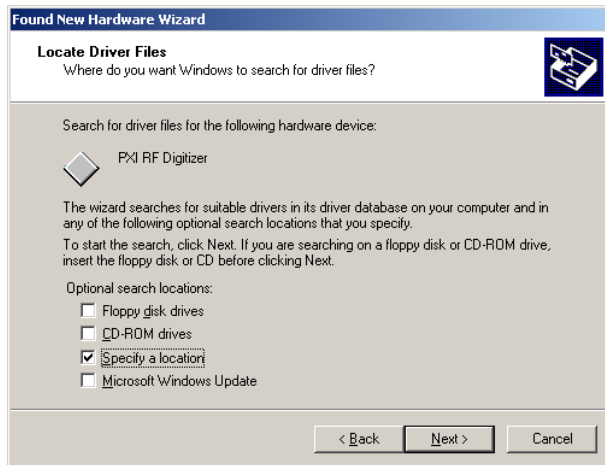 Found New Hardware Wizard
Locate Driver Files
Where do you want Windows to search for driver files?
Search for driver files for the following hardware device:
PXI RF Digitizer
The wizard searches for suitable drivers in its driver database on your computer and in
any of the following optional search locations that you specify.
To start the search, click Next. If you are searching on a floppy disk or CD-ROM drive,
insert the floppy disk or CD before clicking Next.
Optional search locations:
Floppy disk drives
CD-ROM drives
Specify a location
Microsoft Windows Update
< Back Next > Cancel